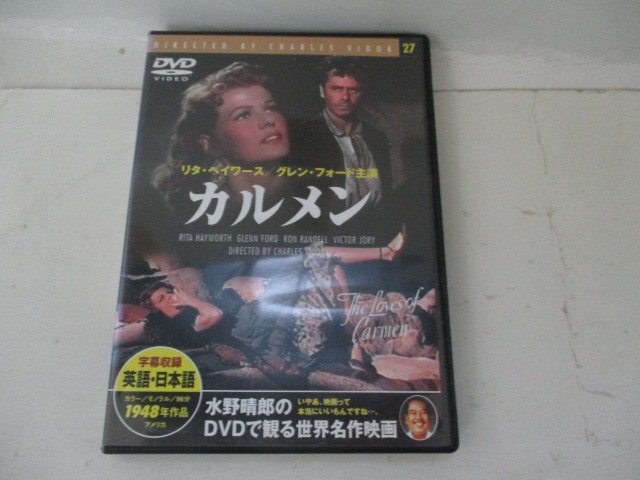 DIRECTED BY CHARLES VIDOR 27
DVD
VIDEO
リタ・ヘイワース／グレン・フォード主演
カルメン
RITA HAYWORTH GLENN FORD RON RANDELL VICTOR JORY
DIRECTED BY CHARLES VIDOR
The Loves of
Carmen
字幕収録
英語・日本語
カラー／モノラル／96分
1948年作品
アメリカ
水野晴郎の
いやあ、映画って
本当にいいもんですね…。
DVDで観る世界名作映画